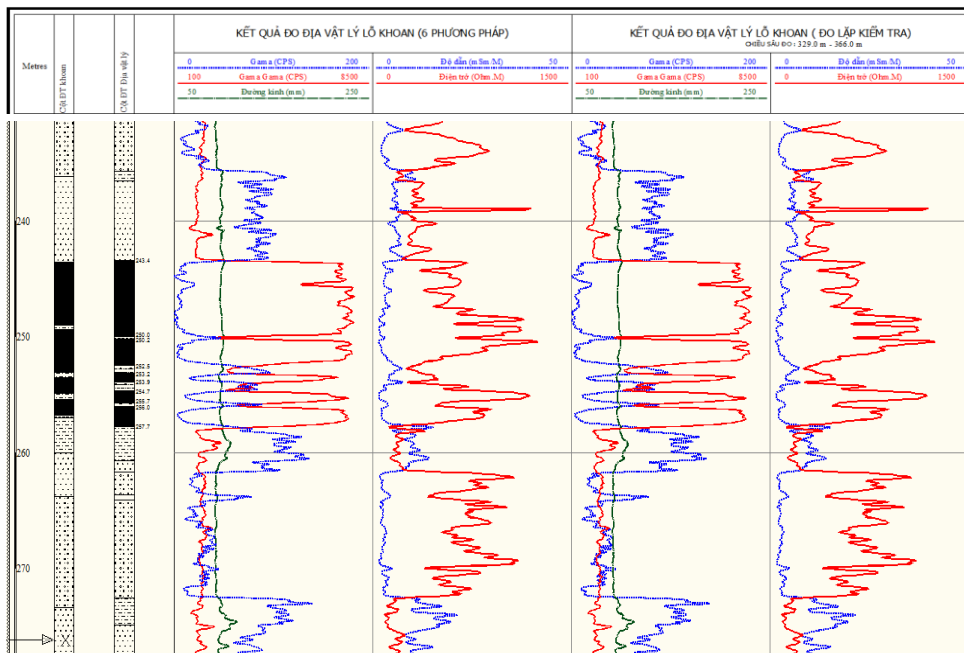 KẾT QUẢ ĐO ĐỊA VẬT LÝ LỖ KHOAN (6 PHƯƠNG PHÁP)
KẾT QUẢ ĐO ĐỊA VẬT LÝ LỖ KHOAN ( ĐO LẶP KIỂM TRA)
CHIỀU SÂU ĐO : 329.0 m - 366.0 m
Metres
Cột ĐT khoan
Cột ĐT Địa vật lý
0 Gama (CPS) 200
0 Độ dẫn (mSm/M) 50
0 Gama (CPS) 200
0 Độ dẫn (mSm/M) 50
100 Gama Gama (CPS) 8500
0 Điện trở (Ohm.M) 1500
100 Gama Gama (CPS) 8500
0 Điện trở (Ohm.M) 1500
50 Đường kính (mm) 250
50 Đường kính (mm) 250
240
243.4
250
250.0
250.2
252.5
253.2
253.9
254.7
255.7
256.0
257.7
260
270